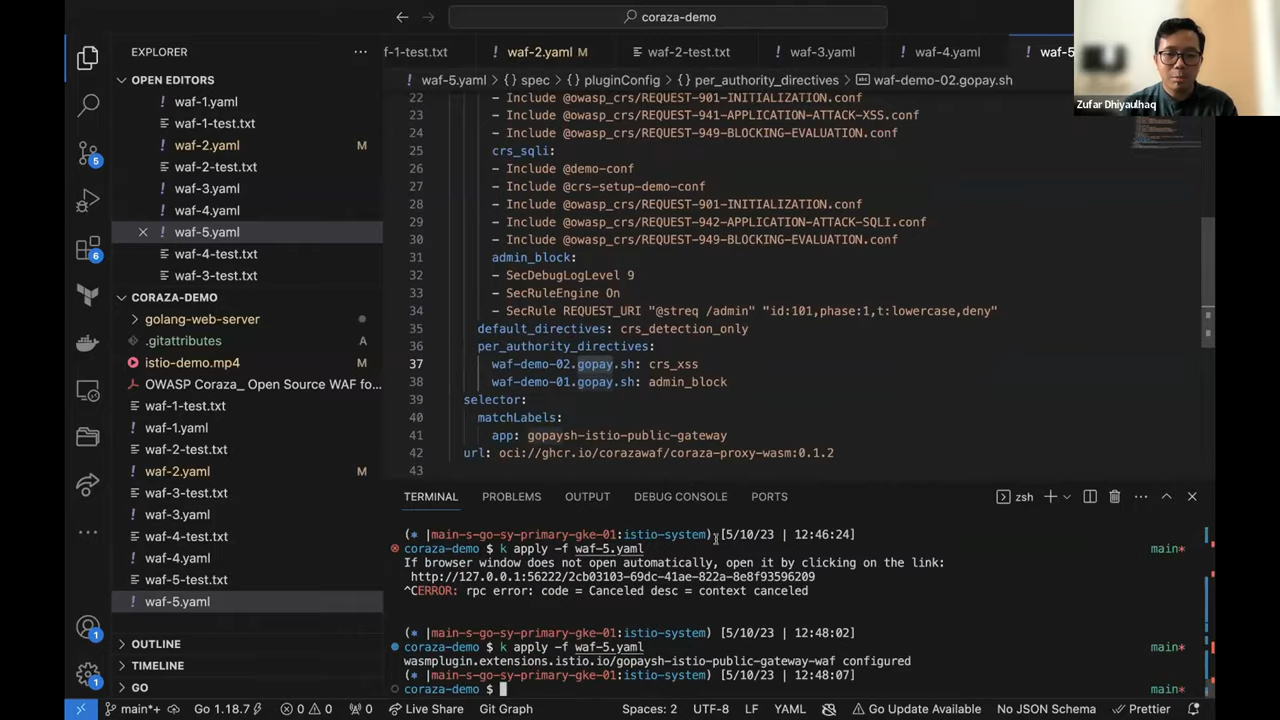 coraza-demo
Zufar Dhiyaulhaq
EXPLORER
OPEN EDITORS
waf-1.yaml
waf-1-test.txt
waf-2.yaml M
waf-2-test.txt
waf-3.yaml
waf-4.yaml
waf-5.yaml
waf-4-test.txt
waf-3-test.txt
CORAZA-DEMO
golang-web-server
.gitattributes A
istio-demo.mp4 M
OWASP Coraza_ Open Source WAF fo...
waf-1-test.txt
waf-1.yaml
waf-2-test.txt
waf-2.yaml M
waf-3-test.txt
waf-3.yaml
waf-4-test.txt
waf-4.yaml
waf-5-test.txt
waf-5.yaml
OUTLINE
TIMELINE
GO
5
6
1
1
f-1-test.txt waf-2.yaml M waf-2-test.txt waf-3.yaml waf-4.yaml waf-5
waf-5.yaml > {} spec > {} pluginConfig > {} per_authority_directives > waf-demo-02.gopay.sh
22 - Include @owasp_crs/REQUEST-901-INITIALIZATION.conf
23 - Include @owasp_crs/REQUEST-941-APPLICATION-ATTACK-XSS.conf
24 - Include @owasp_crs/REQUEST-949-BLOCKING-EVALUATION.conf
25 crs_sqli:
26 - Include @demo-conf
27 - Include @crs-setup-demo-conf
28 - Include @owasp_crs/REQUEST-901-INITIALIZATION.conf
29 - Include @owasp_crs/REQUEST-942-APPLICATION-ATTACK-SQLI.conf
30 - Include @owasp_crs/REQUEST-949-BLOCKING-EVALUATION.conf
31 admin_block:
32 - SecDebugLogLevel 9
33 - SecRuleEngine On
34 - SecRule REQUEST_URI "@streq /admin" "id:101,phase:1,t:lowercase,deny"
35 default_directives: crs_detection_only
36 per_authority_directives:
37 waf-demo-02.gopay.sh: crs_xss
38 waf-demo-01.gopay.sh: admin_block
39 selector:
40 matchLabels:
41 app: gopaysh-istio-public-gateway
42 url: oci://ghcr.io/corazawaf/coraza-proxy-wasm:0.1.2
43
TERMINAL PROBLEMS OUTPUT DEBUG CONSOLE PORTS zsh
(* |main-s-go-sy-primary-gke-01:istio-system) [5/10/23 | 12:46:24]
coraza-demo $ k apply -f waf-5.yaml main*
If browser window does not open automatically, open it by clicking on the link:
http://127.0.0.1:56222/2cb03103-69dc-41ae-822a-8e8f93596209
^CERROR: rpc error: code = Canceled desc = context canceled
(* |main-s-go-sy-primary-gke-01:istio-system) [5/10/23 | 12:48:02]
coraza-demo $ k apply -f waf-5.yaml main*
wasmplugin.extensions.istio.io/gopaysh-istio-public-gateway-waf configured
(* |main-s-go-sy-primary-gke-01:istio-system) [5/10/23 | 12:48:07]
coraza-demo $ main*
main*+ Go 1.18.7 0 0 0 Live Share Git Graph Spaces: 2 UTF-8 LF YAML Go Update Available No JSON Schema Prettier